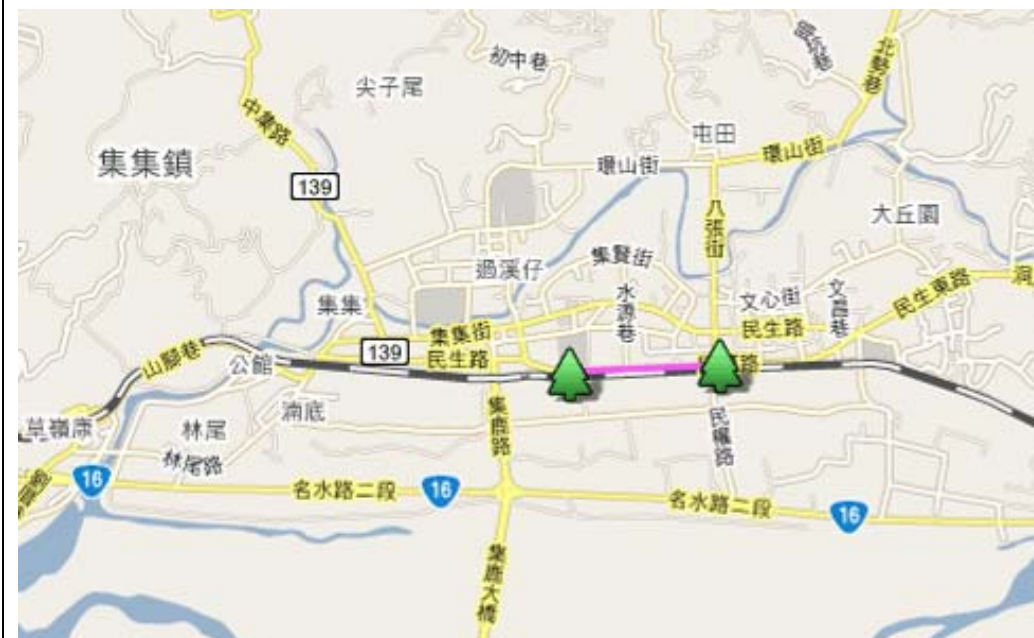 初中巷
北勢巷
尖子尾
中集路
屯田
集集鎮
環山街
環山街
139
八張街
大丘園
過溪仔
集賢街
集集
水源巷
文心街
文昌巷
民生東路
洞
集集街
民生路
139
民生路
山腳巷
公館
路
湳底
草嶺康
林尾
集鹿路
民權路
林尾路
16
名水路二段
16
名水路二段
16
集鹿大橋